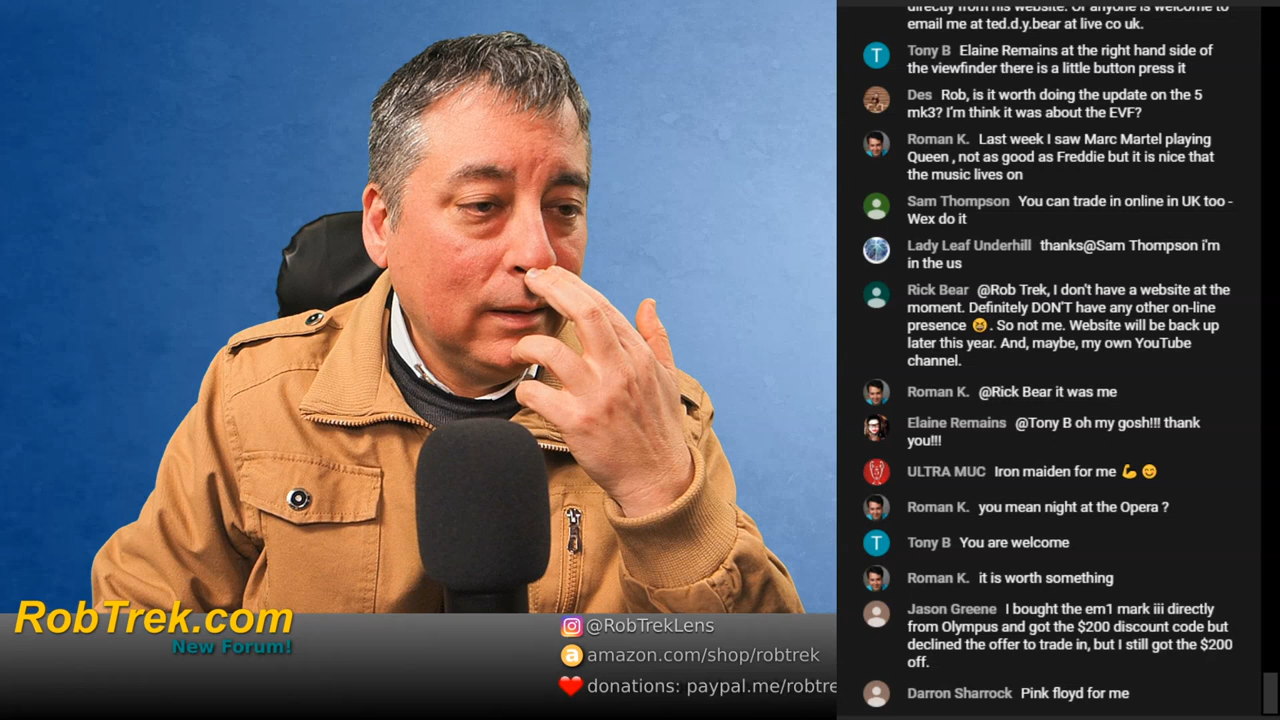 directly from his website. Or anyone is welcome to
email me at ted.d.y.bear at live co uk.
Tony B Elaine Remains at the right hand side of
the viewfinder there is a little button press it
Des Rob, is it worth doing the update on the 5
mk3? I'm think it was about the EVF?
Roman K. Last week I saw Marc Martel playing
Queen , not as good as Freddie but it is nice that
the music lives on
Sam Thompson You can trade in online in UK too -
Wex do it
Lady Leaf Underhill thanks@Sam Thompson i'm
in the us
Rick Bear @Rob Trek, I don't have a website at the
moment. Definitely DON'T have any other on-line
presence 😆. So not me. Website will be back up
later this year. And, maybe, my own YouTube
channel.
Roman K. @Rick Bear it was me
Elaine Remains @Tony B oh my gosh!!! thank
you!!!
ULTRA MUC Iron maiden for me 💪 😊
Roman K. you mean night at the Opera ?
T
Tony B You are welcome
Roman K. it is worth something
Jason Greene I bought the em1 mark iii directly
from Olympus and got the $200 discount code but
declined the offer to trade in, but I still got the $200
off.
Darron Sharrock Pink floyd for me
RobTrek.com
New Forum!
@RobTrekLens
amazon.com/shop/robtrek
donations: paypal.me/robtre